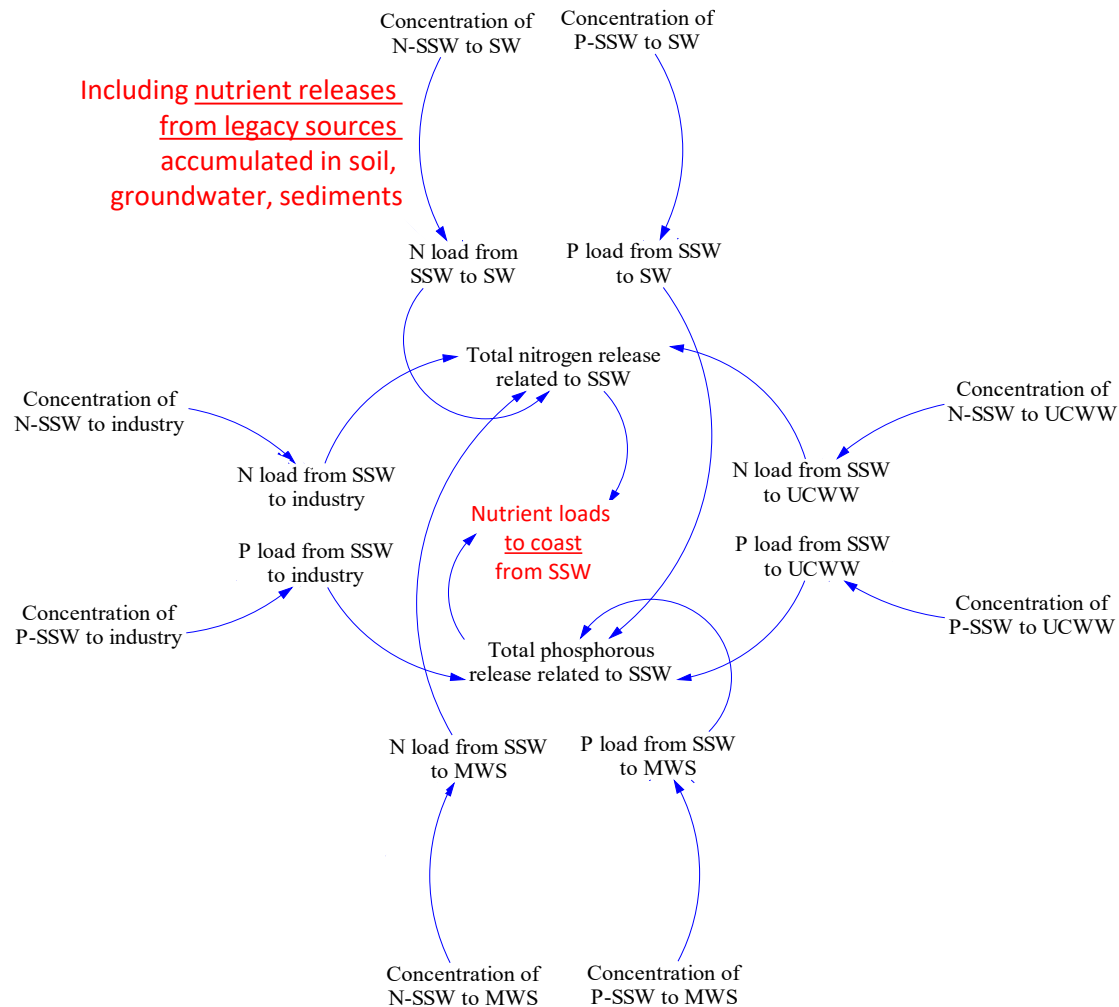 Concentration of
N-SSW to SW
Concentration of
P-SSW to SW
Including nutrient releases
from legacy sources
accumulated in soil,
groundwater, sediments
N load from
SSW to SW
P load from SSW
to SW
Total nitrogen release
related to SSW
Concentration of
N-SSW to industry
Concentration of
N-SSW to UCWW
N load from SSW
to industry
N load from SSW
to UCWW
Nutrient loads
to coast
from SSW
P load from SSW
to industry
P load from SSW
to UCWW
Concentration of
P-SSW to industry
Concentration of
P-SSW to UCWW
Total phosphorous
release related to SSW
N load from SSW
to MWS
P load from SSW
to MWS
Concentration of
N-SSW to MWS
Concentration of
P-SSW to MWS